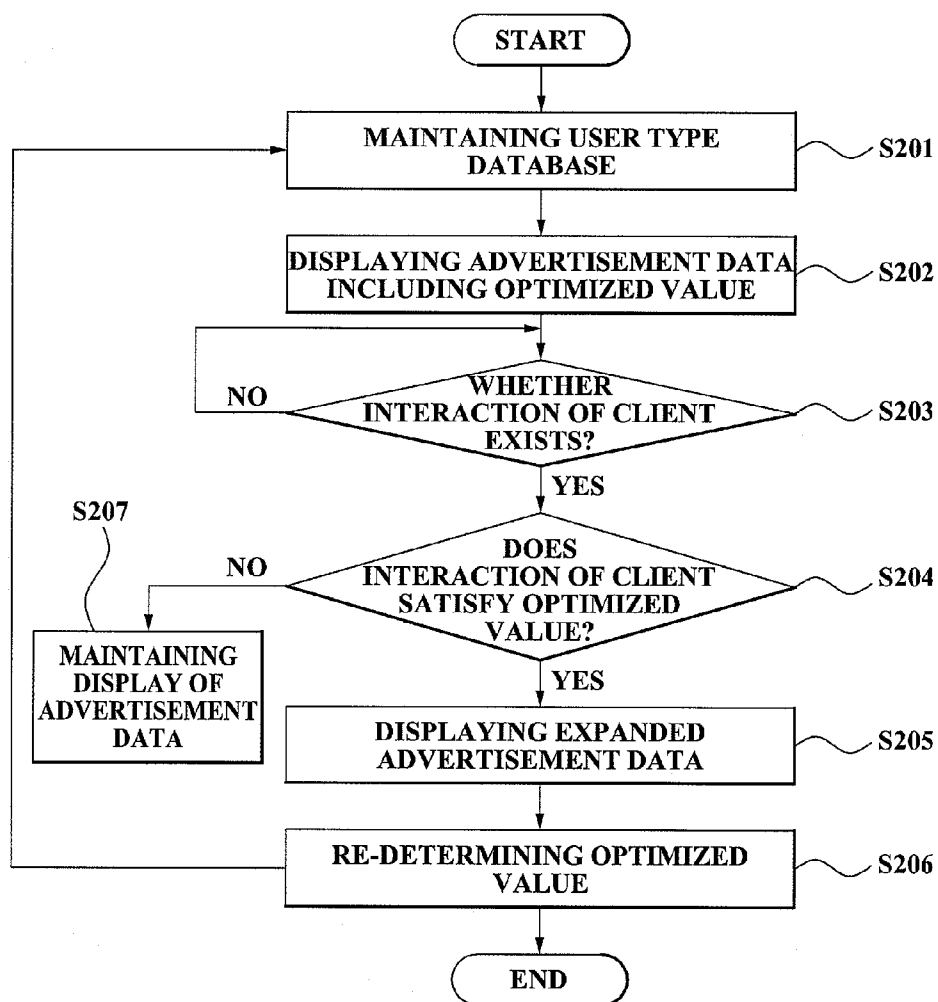 START
MAINTAINING USER TYPE
DATABASE
S201
DISPLAYING ADVERTISEMENT DATA
INCLUDING OPTIMIZED VALUE
S202
WHETHER
INTERACTION OF CLIENT
EXISTS?
NO
S203
YES
S207
DOES
INTERACTION OF CLIENT
SATISFY OPTIMIZED
VALUE?
NO
S204
MAINTAINING
DISPLAY OF
ADVERTISEMENT
DATA
YES
DISPLAYING EXPANDED
ADVERTISEMENT DATA
S205
RE-DETERMINING OPTIMIZED
VALUE
S206
END